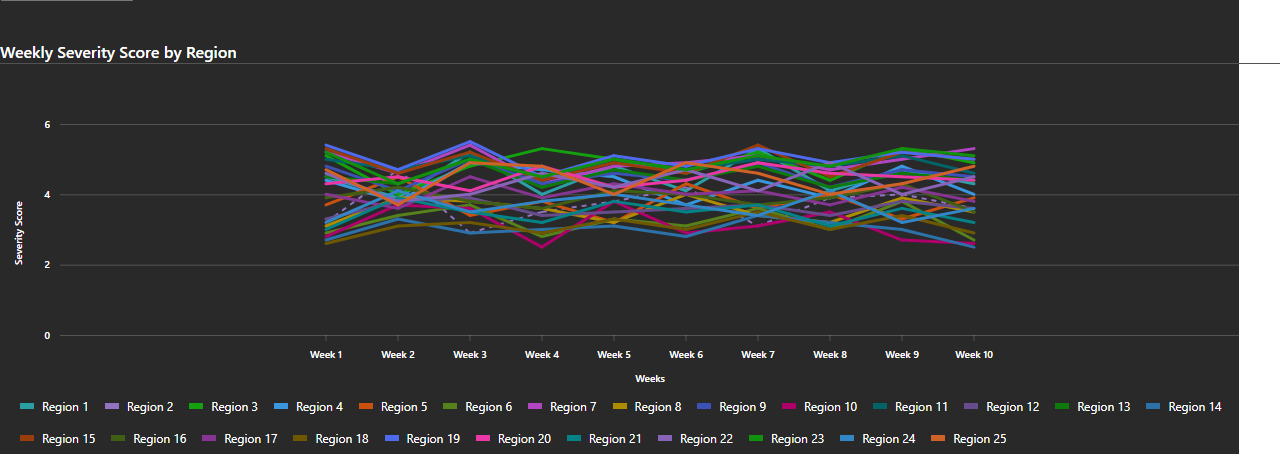 Weekly Severity Score by Region
6
4
2
0
Severity Score
Week 1 Week 2 Week 3 Week 4 Week 5 Week 6 Week 7 Week 8 Week 9 Week 10
Weeks
Region 1 Region 2 Region 3 Region 4 Region 5 Region 6 Region 7 Region 8 Region 9 Region 10 Region 11 Region 12 Region 13 Region 14
Region 15 Region 16 Region 17 Region 18 Region 19 Region 20 Region 21 Region 22 Region 23 Region 24 Region 25